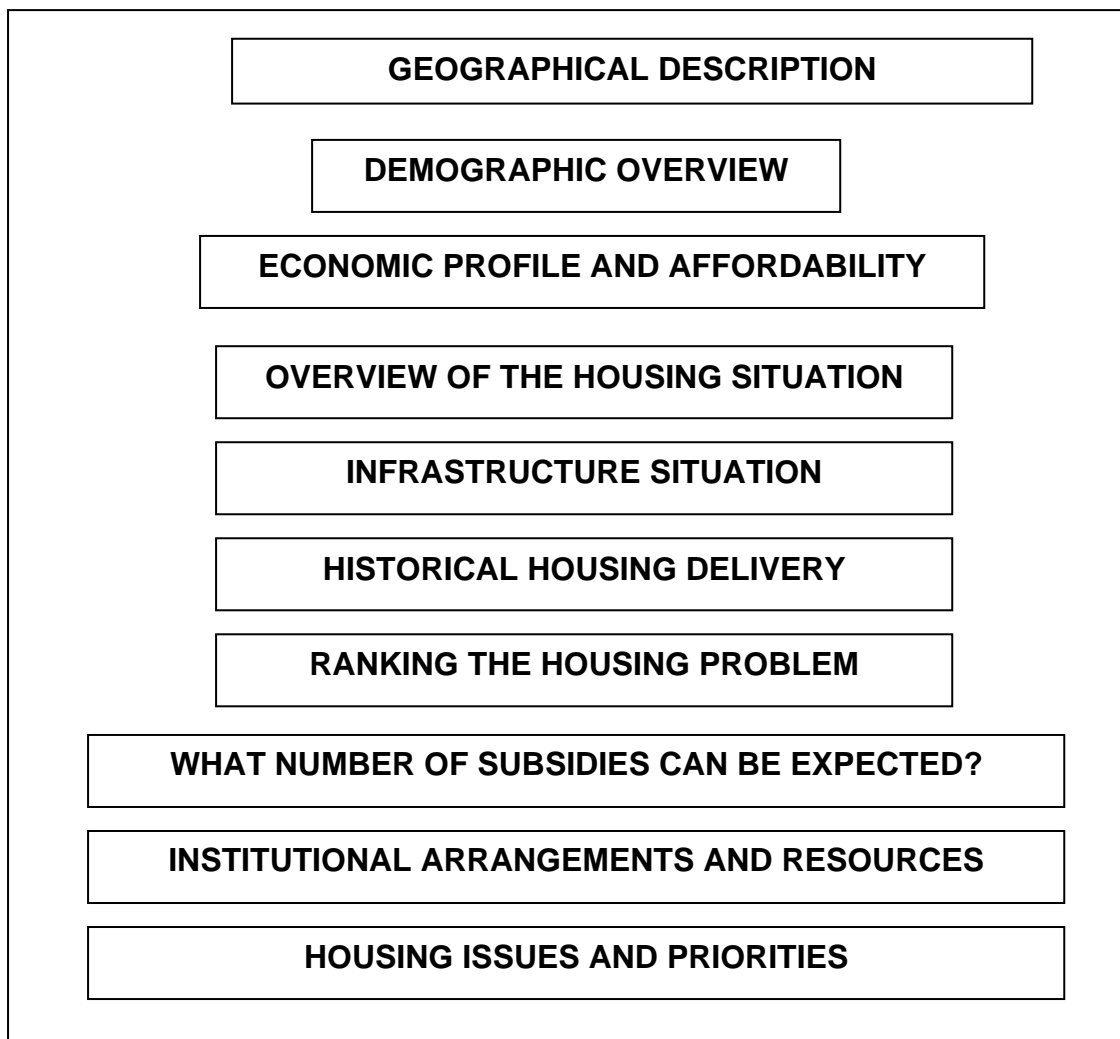 GEOGRAPHICAL DESCRIPTION
DEMOGRAPHIC OVERVIEW
ECONOMIC PROFILE AND AFFORDABILITY
OVERVIEW OF THE HOUSING SITUATION
INFRASTRUCTURE SITUATION
HISTORICAL HOUSING DELIVERY
RANKING THE HOUSING PROBLEM
WHAT NUMBER OF SUBSIDIES CAN BE EXPECTED?
INSTITUTIONAL ARRANGEMENTS AND RESOURCES
HOUSING ISSUES AND PRIORITIES